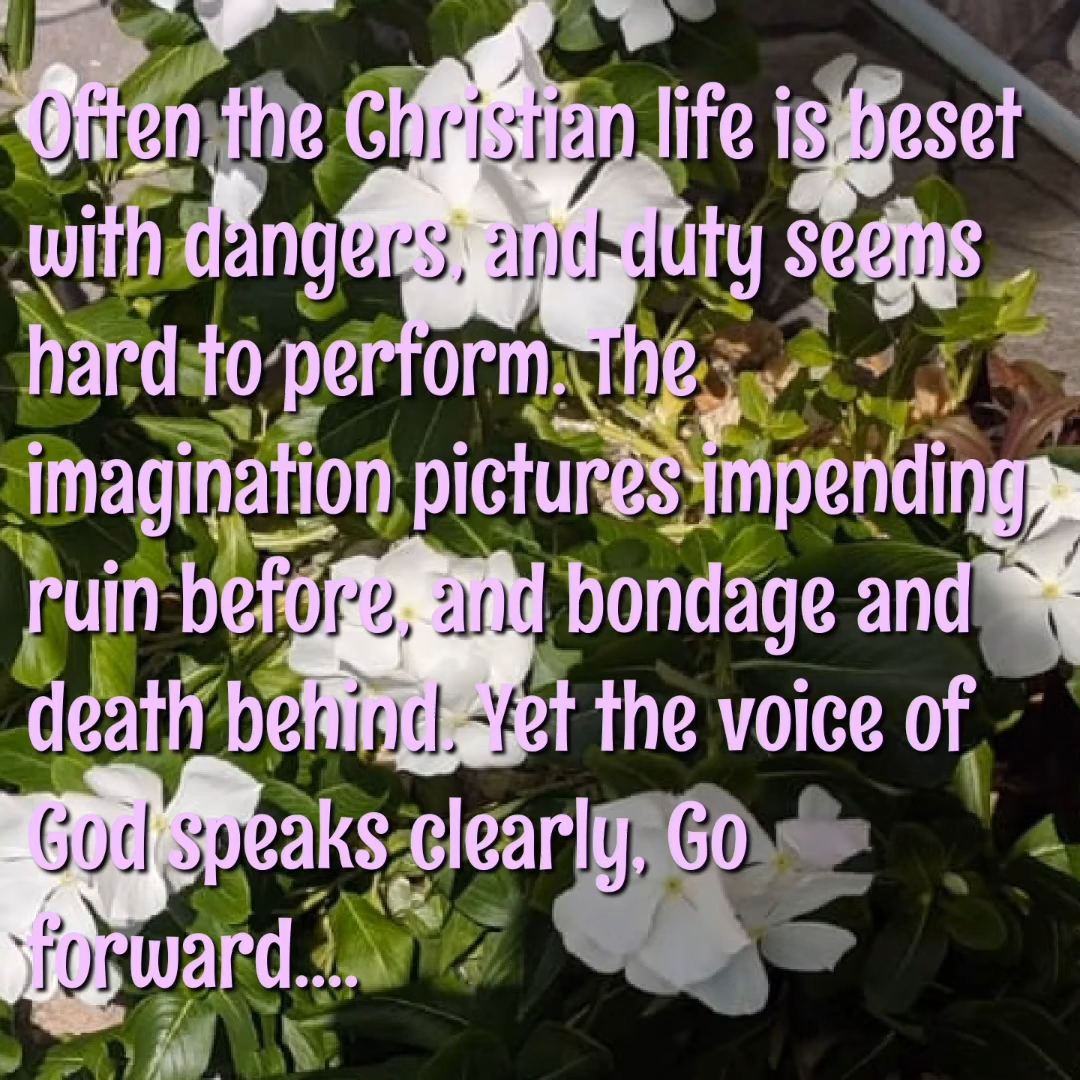 Often the Christian life is beset
with dangers, and duty seems
hard to perform. The
imagination pictures impending
ruin before, and bondage and
death behind. Yet the voice of
God speaks clearly, Go
forward....